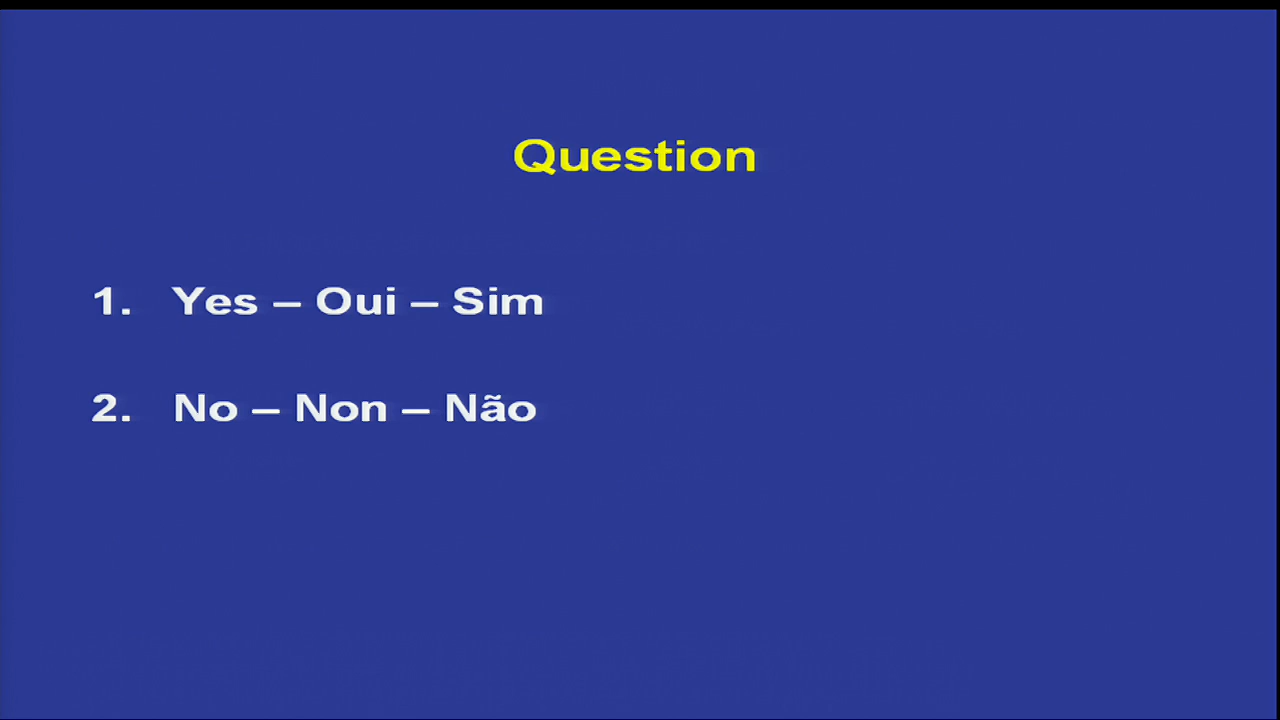 Question
1. Yes – Oui – Sim
2. No – Non – Não